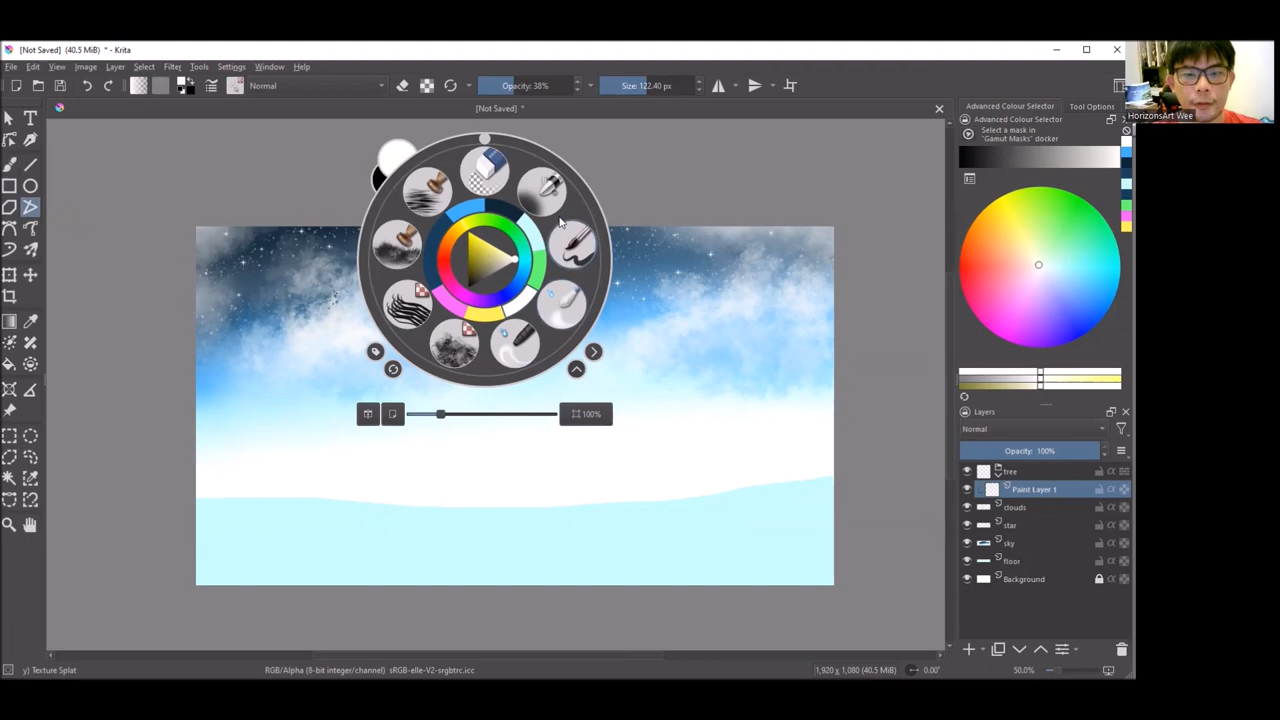 [Not Saved] (40.5 MiB) * - Krita
File Edit View Image Layer Select Filter Tools Settings Window Help
Normal
Opacity: 38%
Size: 122.40 px
[Not Saved] *
HorizonsArt Wee
Advanced Colour Selector
Tool Options
Advanced Colour Selector
Select a mask in
"Gamut Masks" docker
100%
Layers
Normal
Opacity: 100%
tree
Paint Layer 1
clouds
star
sky
floor
Background
y) Texture Splat
RGB/Alpha (8-bit integer/channel) sRGB-elle-V2-srgbtrc.icc
1,920 x 1,080 (40.5 MiB)
0.00°
50.0%